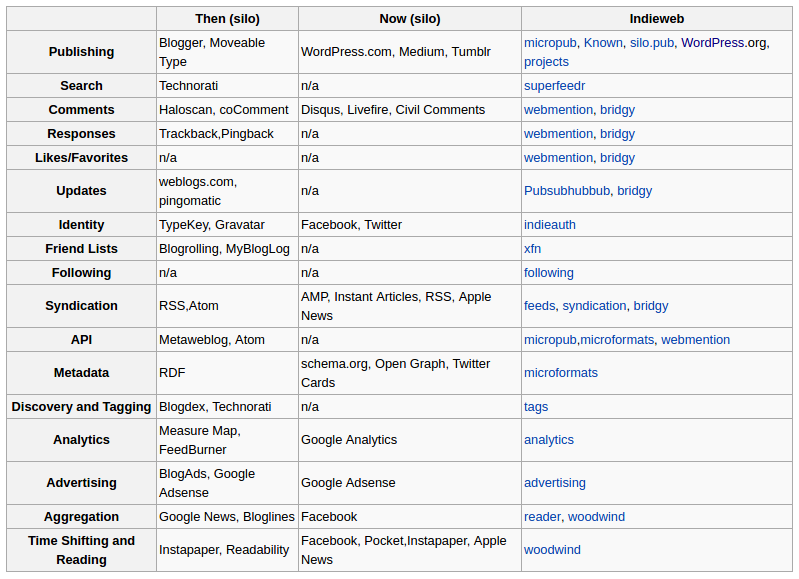 Then (silo) Now (silo) Indieweb
Publishing Blogger, Moveable Type WordPress.com, Medium, Tumblr micropub, Known, silo.pub, WordPress.org, projects
Search Technorati n/a superfeedr
Comments Haloscan, coComment Disqus, Livefire, Civil Comments webmention, bridgy
Responses Trackback,Pingback n/a webmention, bridgy
Likes/Favorites n/a n/a webmention, bridgy
Updates weblogs.com, pingomatic n/a Pubsubhubbub, bridgy
Identity TypeKey, Gravatar Facebook, Twitter indieauth
Friend Lists Blogrolling, MyBlogLog n/a xfn
Following n/a n/a following
Syndication RSS,Atom AMP, Instant Articles, RSS, Apple News feeds, syndication, bridgy
API Metaweblog, Atom n/a micropub,microformats, webmention
Metadata RDF schema.org, Open Graph, Twitter Cards microformats
Discovery and Tagging Blogdex, Technorati n/a tags
Analytics Measure Map, FeedBurner Google Analytics analytics
Advertising BlogAds, Google Adsense Google Adsense advertising
Aggregation Google News, Bloglines Facebook reader, woodwind
Time Shifting and Reading Instapaper, Readability Facebook, Pocket,Instapaper, Apple News woodwind